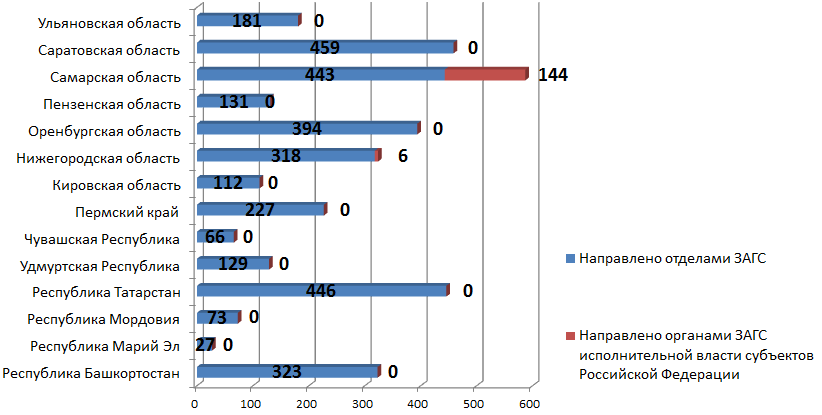 Ульяновская область 181 0
Саратовская область 459 0
Самарская область 443 144
Пензенская область 131 0
Оренбургская область 394 0
Нижегородская область 318 6
Кировская область 112 0
Пермский край 227 0
Чувашская Республика 66 0
Удмуртская Республика 129 0
Республика Татарстан 446 0
Республика Мордовия 73 0
Республика Марий Эл 27 0
Республика Башкортостан 323 0
0 100 200 300 400 500 600
Направлено отделами ЗАГС
Направлено органами ЗАГС
исполнительной власти субъектов
Российской Федерации